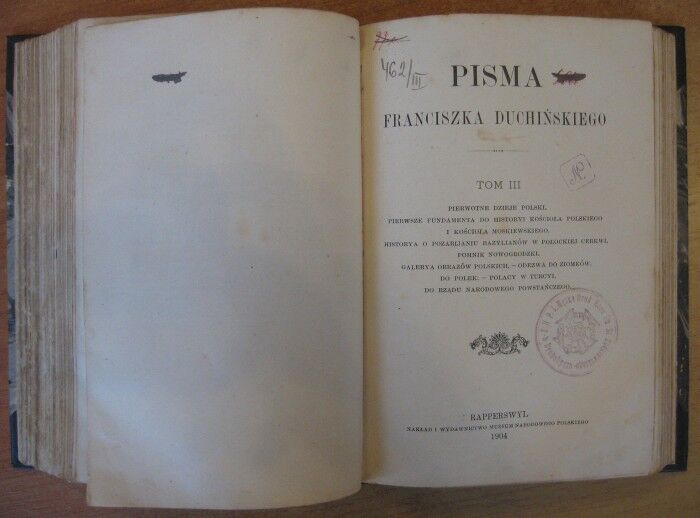 462/III
PISMA
FRANCISZKA DUCHIŃSKIEGO
TOM III
PIERWOTNE DZIEJE POLSKI,
PIERWSZE FUNDAMENTA DO HISTORYI KOŚCIOŁA POLSKIEGO
I KOŚCIOŁA MOSKIEWSKIEGO,
HISTORYA O POZABIJANIU BAZYLIANÓW W POŁOCKIEJ CERKWI,
POMNIK NOWOGRODZKI,
GALERYA OBRAZÓW POLSKICH, — ODEZWA DO ZIOMKÓW,
DO POLEK, — POLACY W TURCYI,
DO RZĄDU NARODOWEGO POWSTAŃCZEGO.
RAPPERSWYL
NAKŁAD I WYDAWNICTWO MUZEUM NARODOWEGO POLSKIEGO
1904